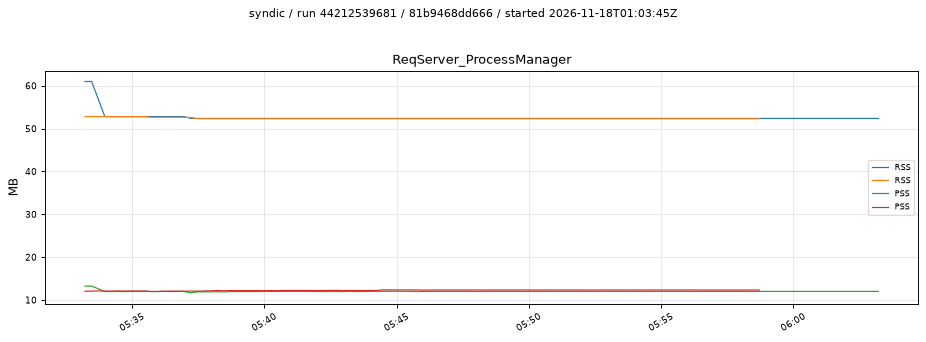 syndic / run 44212539681 / 81b9468dd666 / started 2026-11-18T01:03:45Z
ReqServer_ProcessManager
MB
60
50
40
30
20
10
RSS
RSS
PSS
PSS
05:35
05:40
05:45
05:50
05:55
06:00